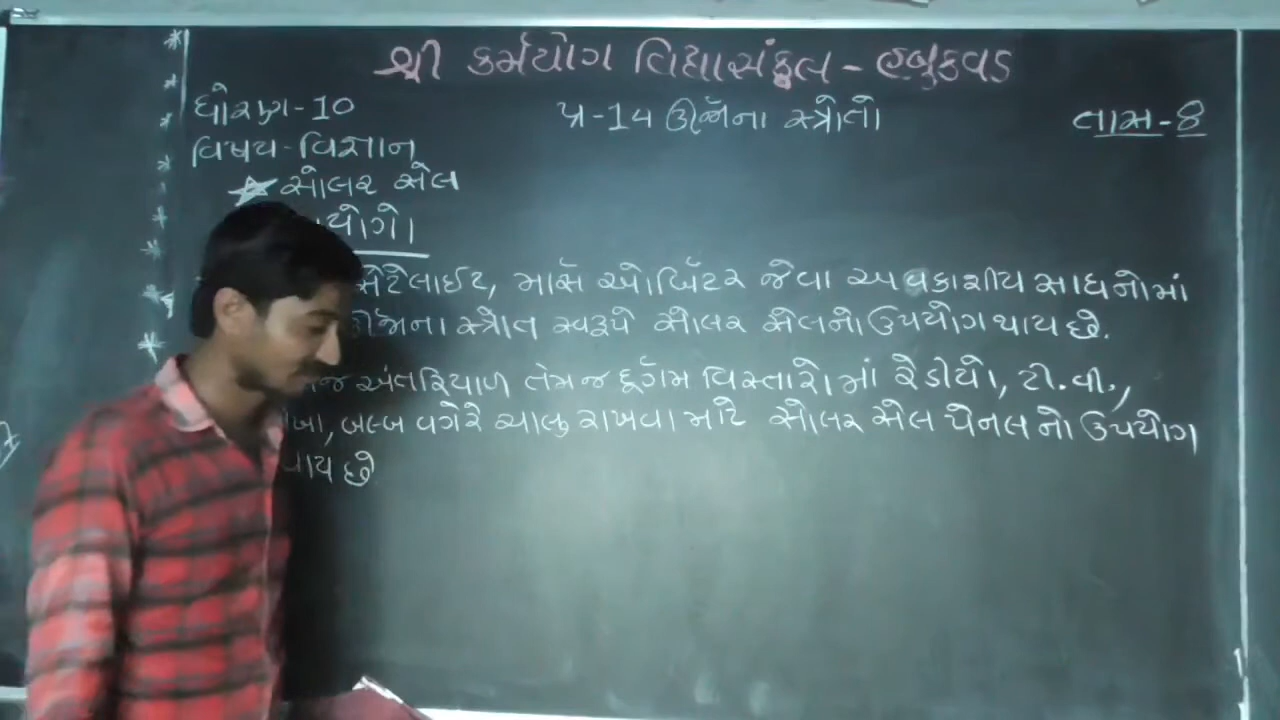 શ્રી કર્મયોગ વિદ્યાસંકુલ - હબુકવડ
ધોરણ-10
પ્ર-14 ઊર્જાના સ્ત્રોતો
તાસ-8
વિષય-વિજ્ઞાન
★ સોલર સેલ
યોગો
સેટેલાઈટ, માર્સ ઓર્બિટર જેવા અવકાશીય સાધનોમાં
ઊર્જાના સ્ત્રોત સ્વરૂપે સોલર સેલનો ઉપયોગ થાય છે.
જ અંતરિયાળ તેમજ દૂર્ગમ વિસ્તારોમાં રેડીયો, ટી.વી.,
ખા, બલ્બ વગેરે ચાલુ રાખવા માટે સોલર સેલ પેનલનો ઉપયોગ
થાય છે